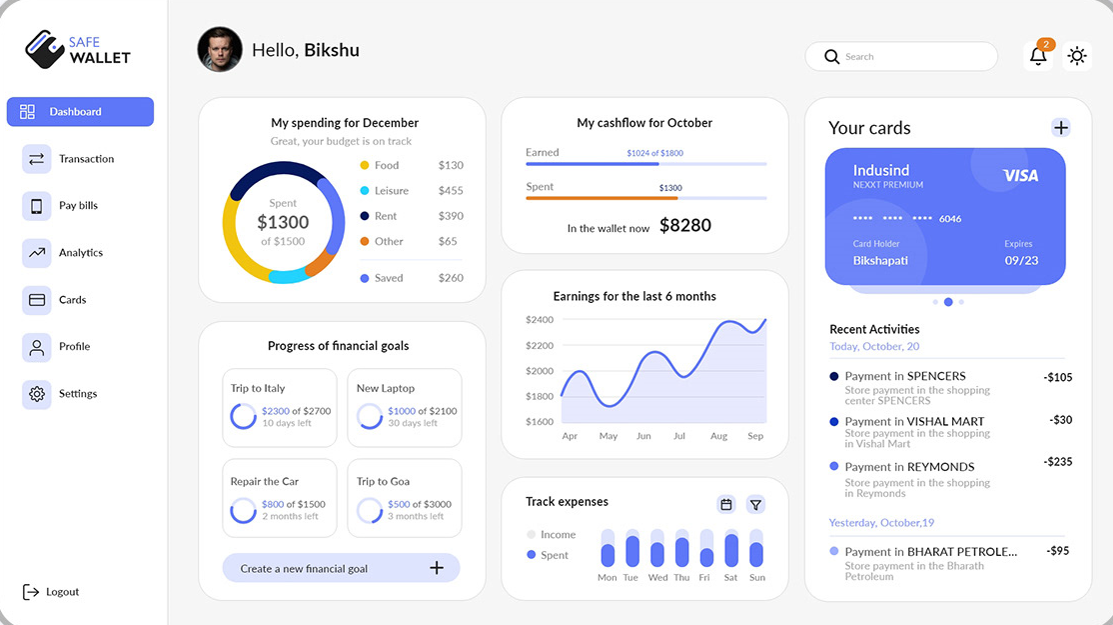 SAFE
WALLET
Dashboard
Transaction
Pay bills
Analytics
Cards
Profile
Settings
Logout
Hello, Bikshu
Search
2
My spending for December
Great, your budget is on track
Spent
$1300
of $1500
Food $130
Leisure $455
Rent $390
Other $65
Saved $260
Progress of financial goals
Trip to Italy
$2300 of $2700
10 days left
New Laptop
$1000 of $2100
30 days left
Repair the Car
$800 of $1500
2 months left
Trip to Goa
$500 of $3000
3 months left
Create a new financial goal +
My cashflow for October
Earned $1024 of $1800
Spent $1300
In the wallet now $8280
Earnings for the last 6 months
$2400
$2200
$2000
$1800
$1600
Apr May Jun Jul Aug Sep
Track expenses
Income
Spent
Mon Tue Wed Thu Fri Sat Sun
Your cards +
Indusind
NEXXT PREMIUM
VISA
•••• •••• •••• 6046
Card Holder Expires
Bikshapati 09/23
Recent Activities
Today, October, 20
Payment in SPENCERS -$105
Store payment in the shopping
center SPENCERS
Payment in VISHAL MART -$30
Store payment in the shopping
in Vishal Mart
Payment in REYMONDS -$235
Store payment in the shopping
in Reymonds
Yesterday, October,19
Payment in BHARAT PETROLE... -$95
Store payment in the Bharath
Petroleum